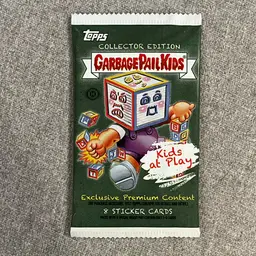 Topps
COLLECTOR EDITION
GARBAGE PAIL KIDS
Kids
at Play
Exclusive Premium Content
8 STICKER CARDS